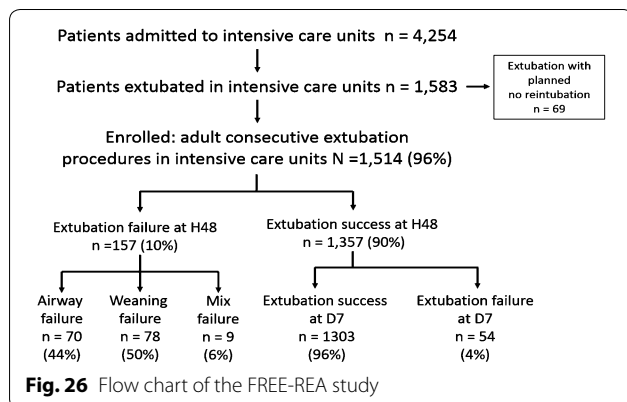 Patients admitted to intensive care units n = 4,254
Patients extubated in intensive care units n = 1,583
Extubation with
planned
no reintubation
n = 69
Enrolled: adult consecutive extubation
procedures in intensive care units N =1,514 (96%)
Extubation failure at H48
n =157 (10%)
Extubation success at H48
n = 1,357 (90%)
Airway
failure
n = 70
(44%)
Weaning
failure
n = 78
(50%)
Mix
failure
n = 9
(6%)
Extubation success
at D7
n = 1303
(96%)
Extubation failure
at D7
n = 54
(4%)
Fig. 26 Flow chart of the FREE-REA study